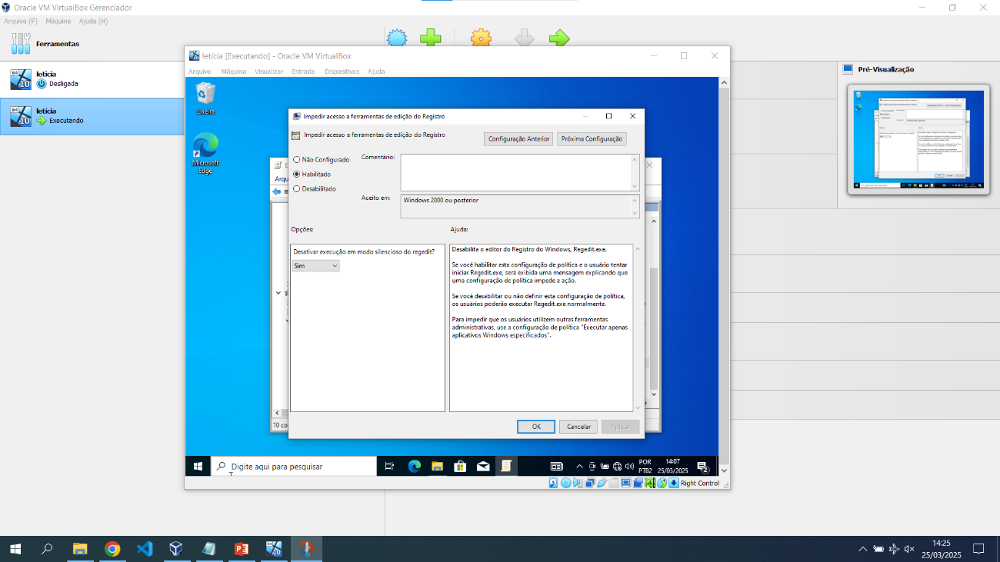 Oracle VM VirtualBox Gerenciador
Arquivo (F) Máquina Ajuda (H)
Ferramentas
64
10
leticia
Desligada
64
10
leticia
Executando
Pré-Visualização
letícia [Executando] - Oracle VM VirtualBox
Arquivo Máquina Visualizar Entrada Dispositivos Ajuda
Lixeira
Microsoft
Edge
Impedir acesso a ferramentas de edição do Registro
Impedir acesso a ferramentas de edição do Registro
Configuração Anterior Próxima Configuração
Não Configurado
Habilitado
Desabilitado
Comentário:
Aceito em:
Windows 2000 ou posterior
Opções:
Ajuda:
Desativar execução em modo silencioso do regedit?
Sim
Desabilita o editor do Registro do Windows, Regedit.exe.
Se você habilitar esta configuração de política e o usuário tentar
iniciar Regedit.exe, será exibida uma mensagem explicando que
uma configuração de política impede a ação.
Se você desabilitar ou não definir esta configuração de política,
os usuários poderão executar Regedit.exe normalmente.
Para impedir que os usuários utilizem outras ferramentas
administrativas, use a configuração de política "Executar apenas
aplicativos Windows especificados".
OK Cancelar Aplicar
Arqu
10 co
Digite aqui para pesquisar
POR
PTB2
14:07
25/03/2025
2
Right Control
14:25
25/03/2025